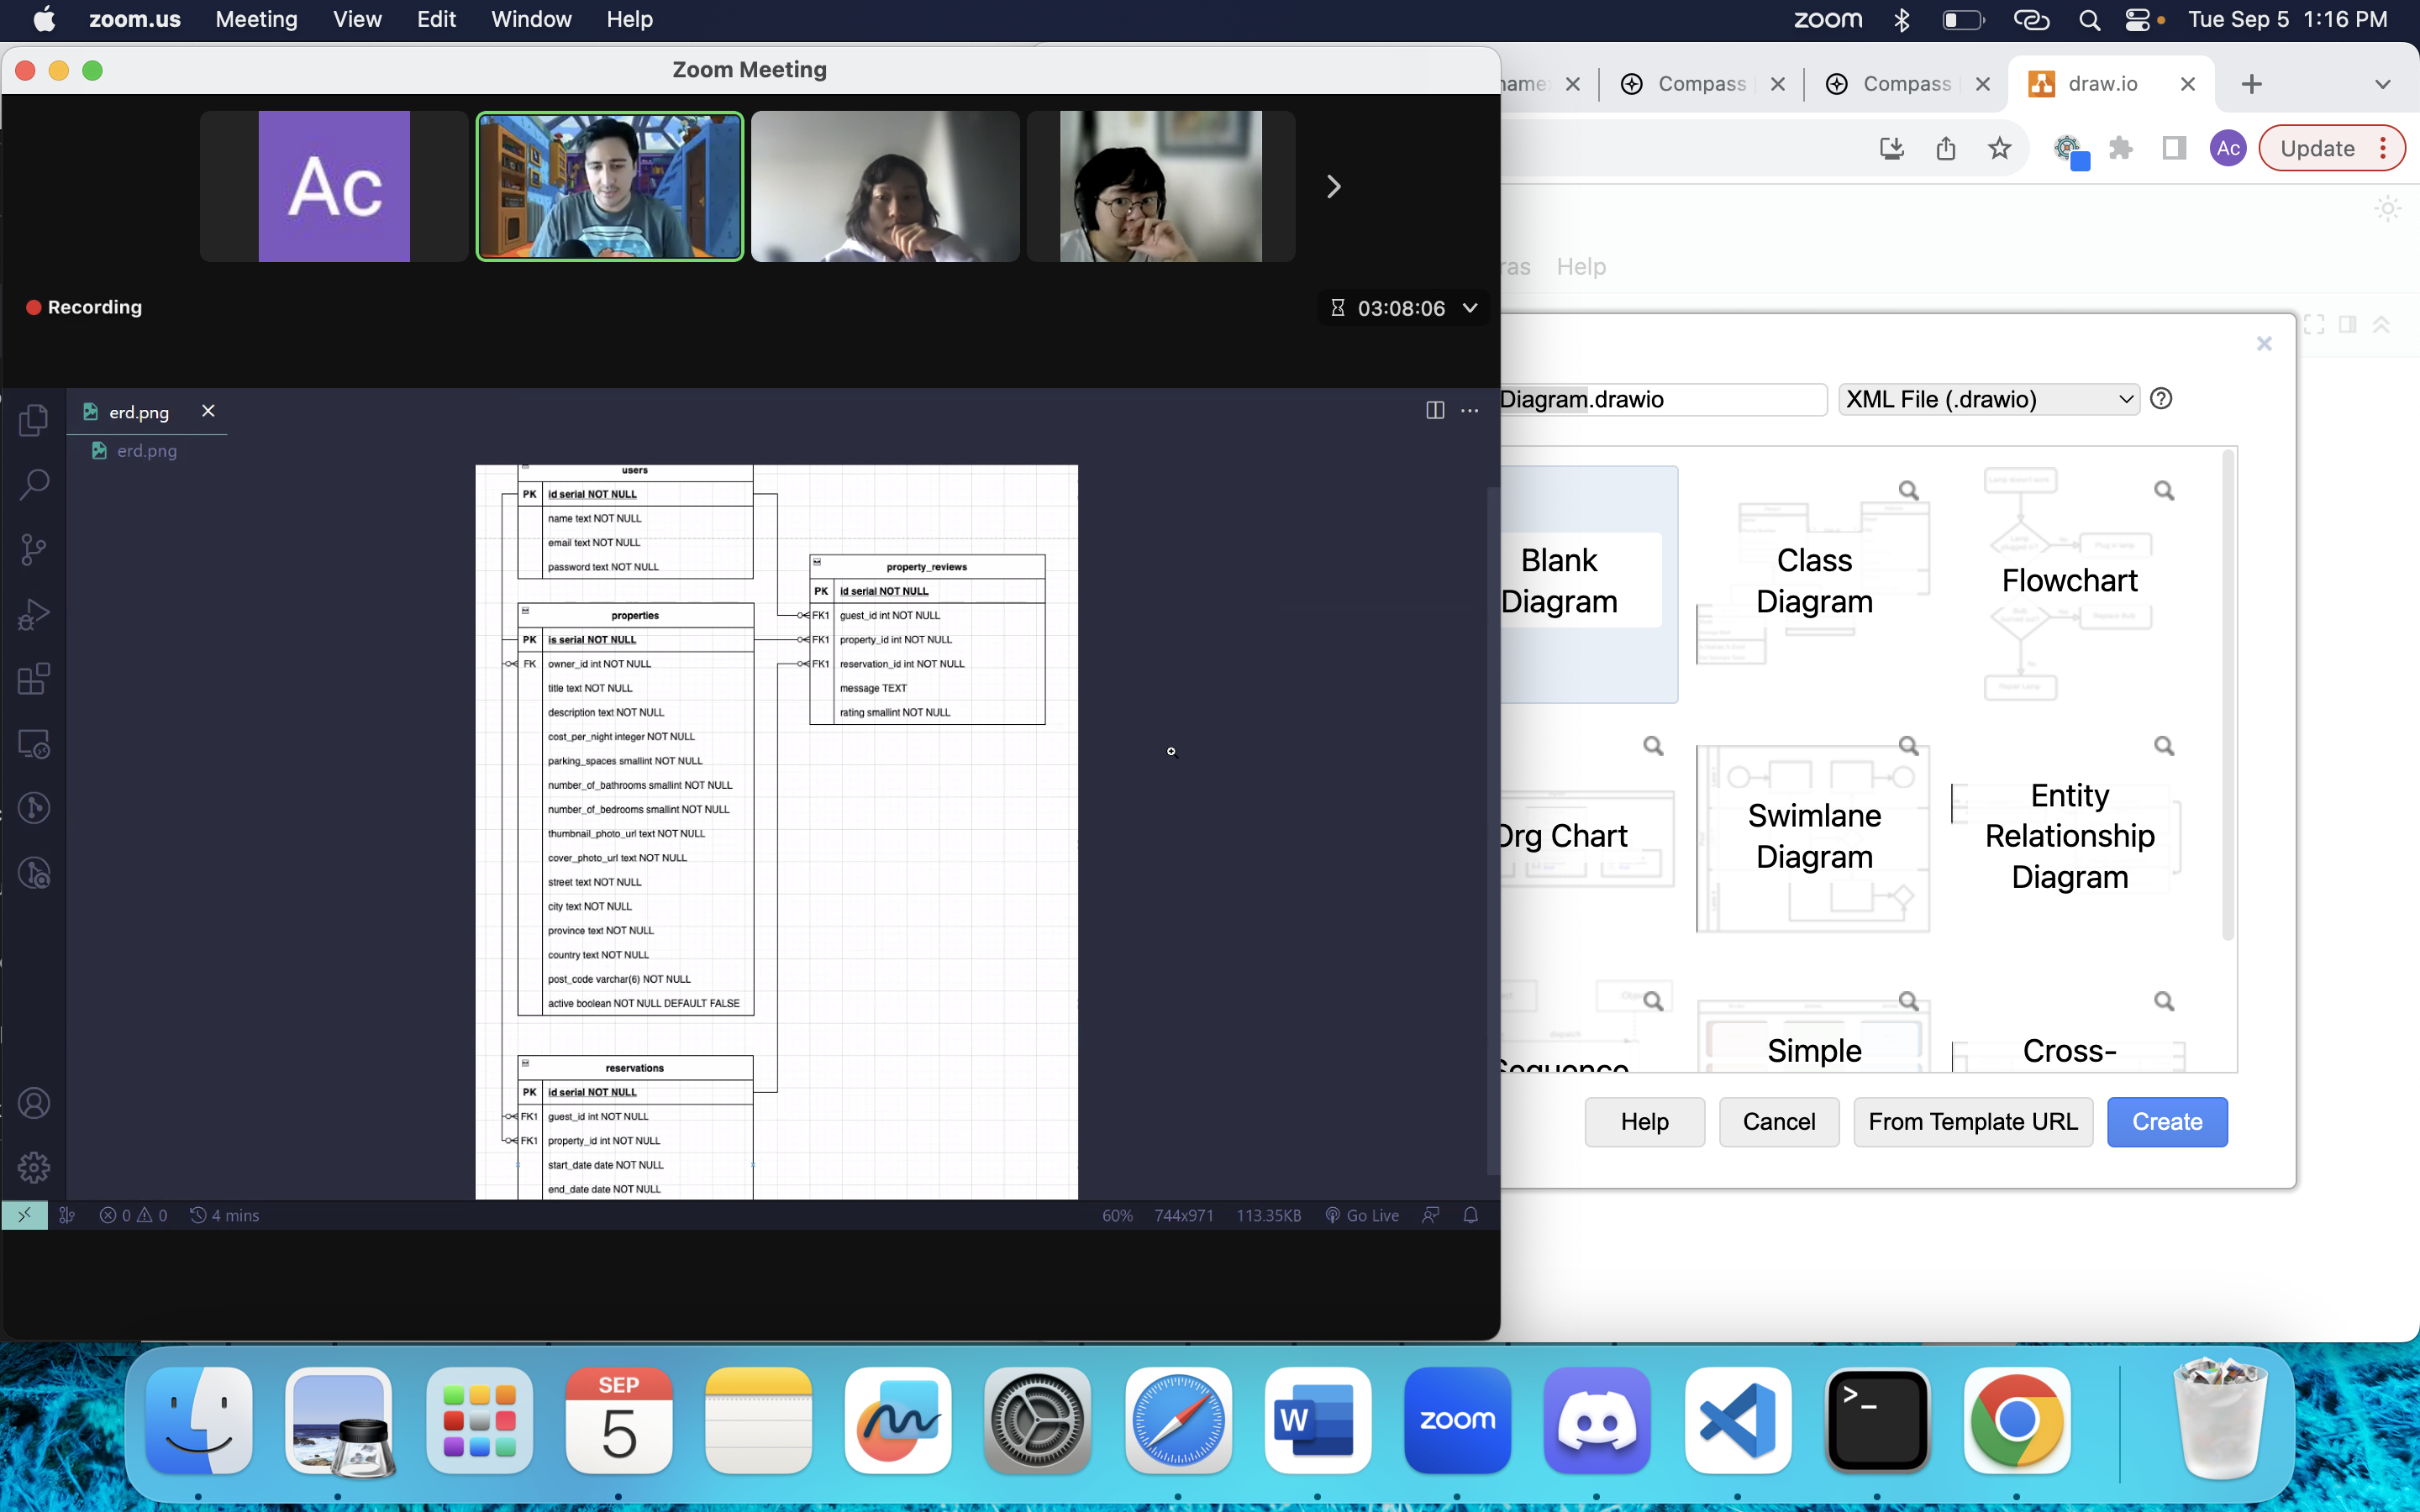 zoom.us Meeting View Edit Window Help
zoom Tue Sep 5 1:16 PM
Zoom Meeting
Compass
Compass
draw.io
Ac
Ac
Update
Recording
03:08:06
Help
Diagram.drawio
XML File (.drawio)
erd.png
erd.png
users
PK id serial NOT NULL
name text NOT NULL
email text NOT NULL
password text NOT NULL
property_reviews
PK id serial NOT NULL
FK1 guest_id int NOT NULL
FK1 property_id int NOT NULL
FK1 reservation_id int NOT NULL
message TEXT
rating smallint NOT NULL
properties
PK is serial NOT NULL
FK owner_id int NOT NULL
title text NOT NULL
description text NOT NULL
cost_per_night integer NOT NULL
parking_spaces smallint NOT NULL
number_of_bathrooms smallint NOT NULL
number_of_bedrooms smallint NOT NULL
thumbnail_photo_url text NOT NULL
cover_photo_url text NOT NULL
street text NOT NULL
city text NOT NULL
province text NOT NULL
country text NOT NULL
post_code varchar(6) NOT NULL
active boolean NOT NULL DEFAULT FALSE
reservations
PK id serial NOT NULL
FK1 guest_id int NOT NULL
FK1 property_id int NOT NULL
start_date date NOT NULL
end_date date NOT NULL
Blank
Diagram
Class
Diagram
Flowchart
Org Chart
Swimlane
Diagram
Entity
Relationship
Diagram
Sequence
Simple
Cross-
Help
Cancel
From Template URL
Create
0 0 4 mins
60% 744x971 113.35KB Go Live
SEP
5
W
zoom
>_